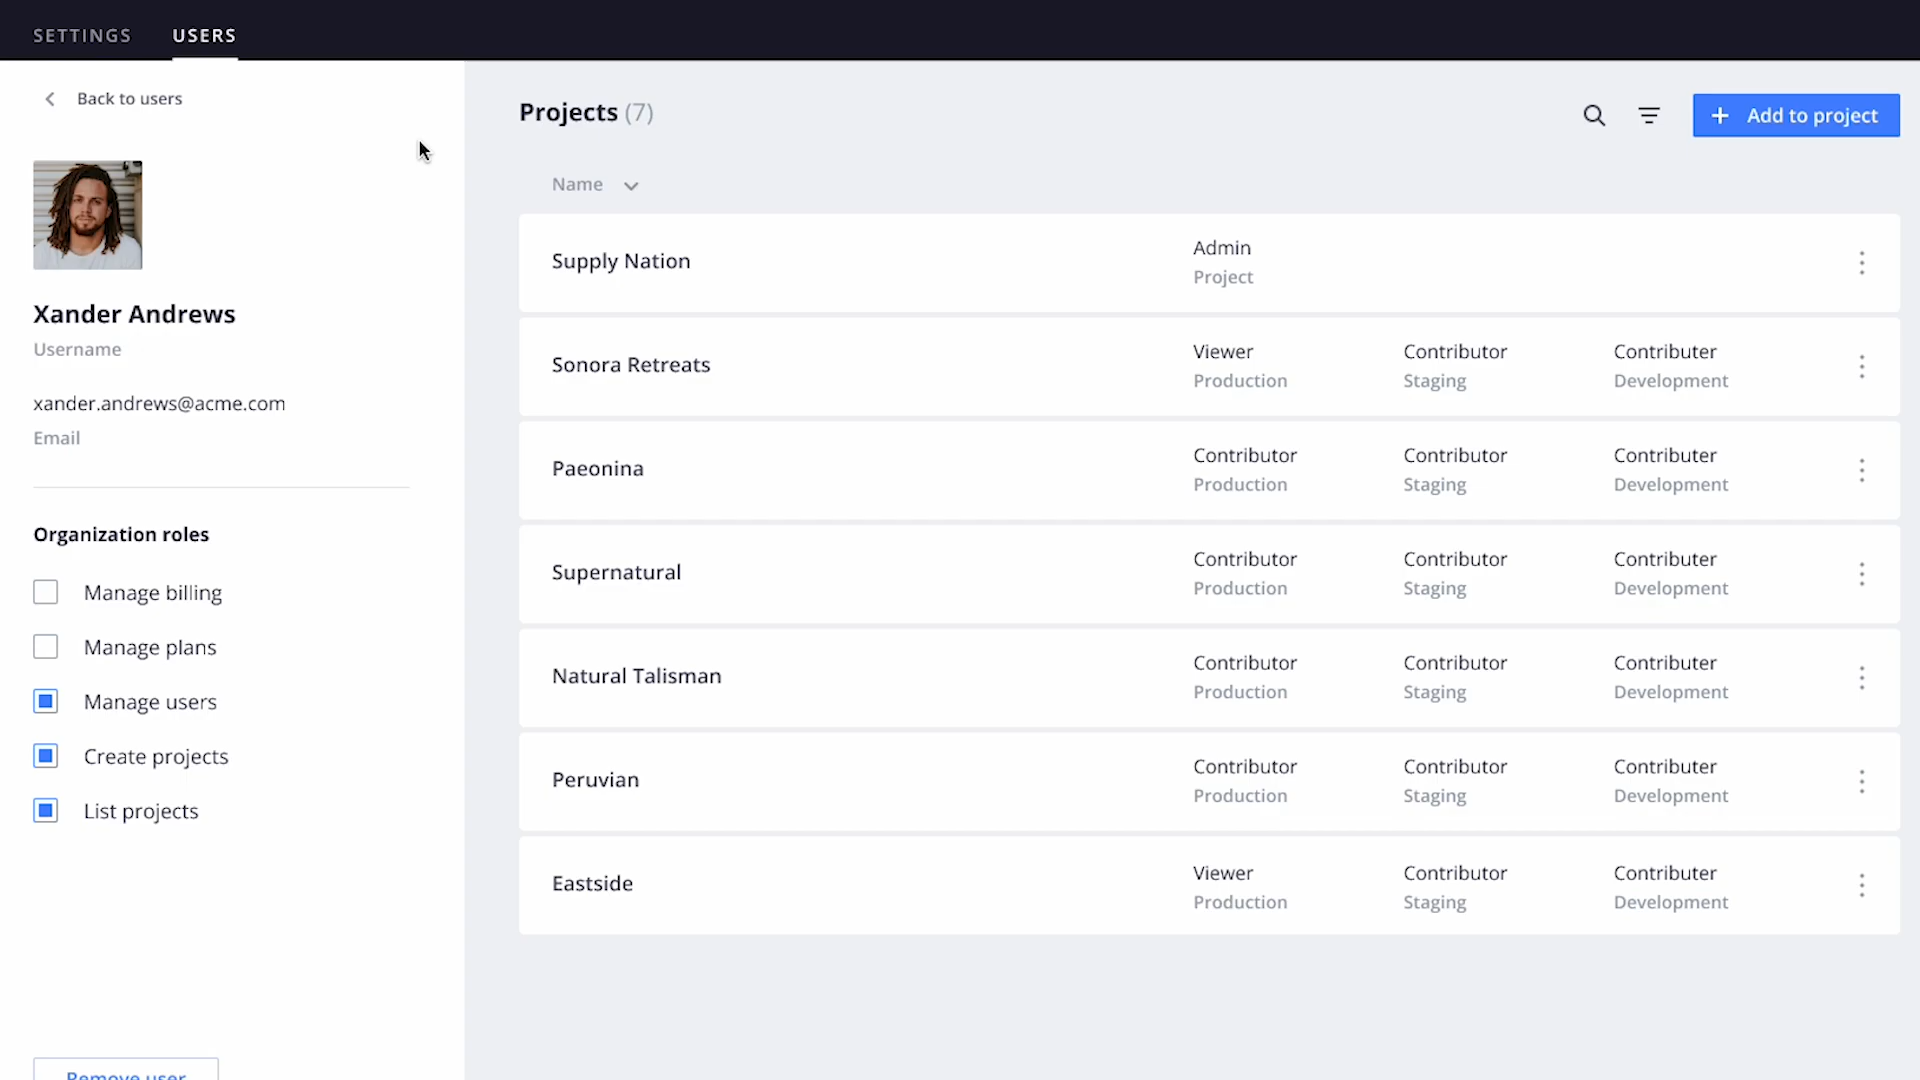 SETTINGS USERS
Back to users
Xander Andrews
Username
xander.andrews@acme.com
Email
Organization roles
Manage billing
Manage plans
Manage users
Create projects
List projects
Remove user
Projects (7)
Add to project
Name
Supply Nation
Admin
Project
Sonora Retreats
Viewer Contributor Contributer
Production Staging Development
Paeonina
Contributor Contributor Contributer
Production Staging Development
Supernatural
Contributor Contributor Contributer
Production Staging Development
Natural Talisman
Contributor Contributor Contributer
Production Staging Development
Peruvian
Contributor Contributor Contributer
Production Staging Development
Eastside
Viewer Contributor Contributer
Production Staging Development